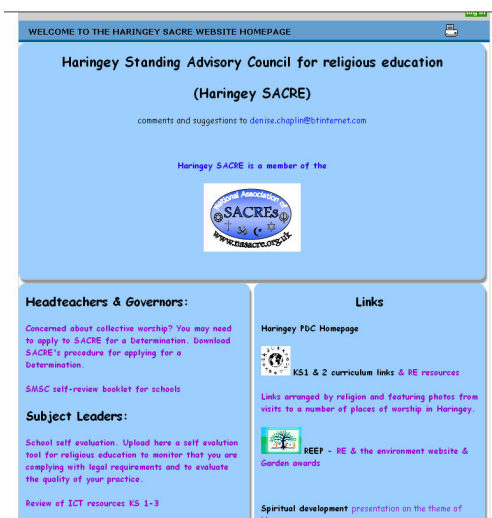 log in
WELCOME TO THE HARINGEY SACRE WEBSITE HOMEPAGE
Haringey Standing Advisory Council for religious education
(Haringey SACRE)
comments and suggestions to denise.chaplin@btinternet.com
Haringey SACRE is a member of the
National Association of
SACREs
www.nasacre.org.uk
Headteachers & Governors:
Concerned about collective worship? You may need
to apply to SACRE for a Determination. Download
SACRE's procedure for applying for a
Determination.
SMSC self-review booklet for schools
Subject Leaders:
School self evaluation. Upload here a self evalution
tool for religious education to monitor that you are
complying with legal requirements and to evaluate
the quality of your practice.
Review of ICT resources KS 1-3
Links
Haringey PDC Homepage
KS1 & 2 curriculum links & RE resources
Links arranged by religion and featuring photos from
visits to a number of places of worship in Haringey.
REEP - RE & the environment website &
Garden awards
Spiritual development presentation on the theme of